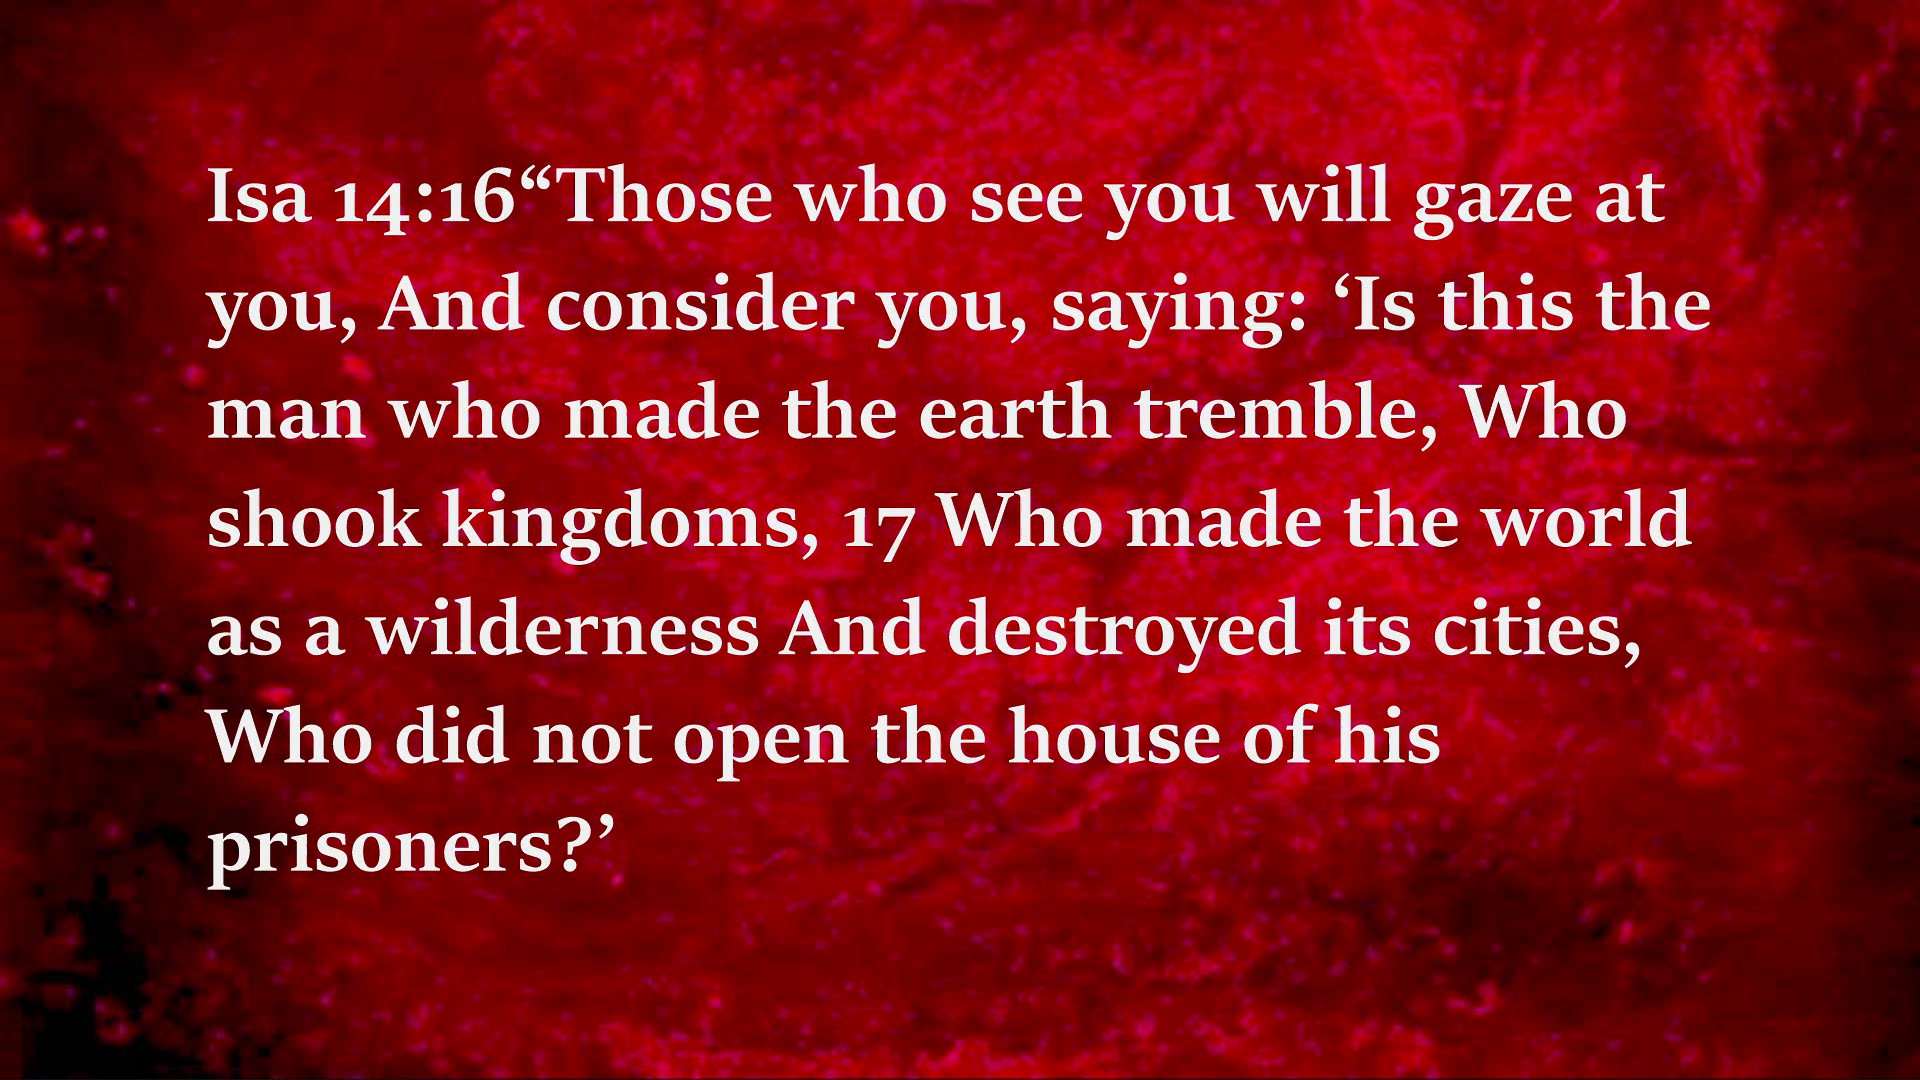 Isa 14:16“Those who see you will gaze at
you, And consider you, saying: ‘Is this the
man who made the earth tremble, Who
shook kingdoms, 17 Who made the world
as a wilderness And destroyed its cities,
Who did not open the house of his
prisoners?’